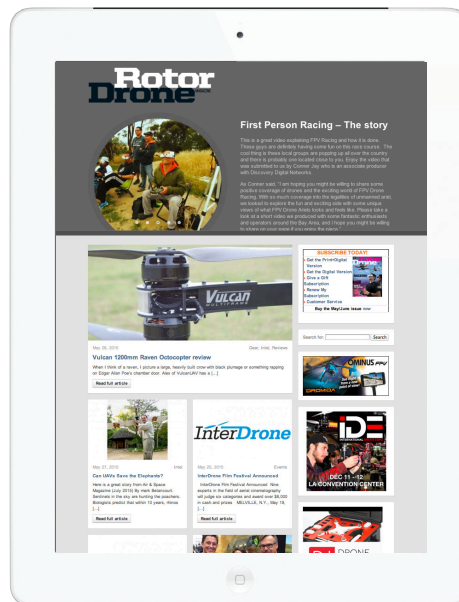 Rotor
Drone
First Person Racing – The story
This is a great video explaining FPV Racing and how it is done.
These guys are definitely having some fun on this race course. The
cool thing is these local groups are popping up all over the country
and there is probably one located close to you. Enjoy the video that
was submitted to us by Conner Jay who is an associate producer
with Discovery Digital Networks.
As Conner said, "I am hoping you might be willing to share some
positive coverage of drones and the exciting world of FPV Drone
Racing. With so much coverage into the legalities of unmanned arial,
we looked to explore the fun and exciting side with some unique
views of what FPV Drone Ariels looks and feels like. Please take a
look at a short video we produced with some fantastic enthusiasts
and operators around the Bay Area, and I hope you might be willing
to share on your page if you enjoy the piece"
VULCAN
May 28, 2015
Gear, Intel, Reviews
Vulcan 1200mm Raven Octocopter review
When I think of a raven, I picture a large, heavily built crow with black plumage or something rapping
on Edgar Allen Poe's chamber door. Alex of VulcanUAV has a [...]
Read full article
SUBSCRIBE TODAY!
Get the Print+Digital
Version
Get the Digital Version
Give a Gift
Subscription
Renew My
Subscription
Customer Service
Buy the May/June issue now
Search for:
Search
OMINUS FPV
DROMIDA
May 27, 2015
Intel
Can UAVs Save the Elephants?
Here is a great story from Air & Space
Magazine (July 2015) By mark Betancourt.
Sentinels in the sky are hunting the poachers.
Biologists predict that within 10 years, rhinos
[...]
Read full article
InterDrone
May 20, 2015
Events
InterDrone Film Festival Announced
InterDrone Film Festival Announced Nine
experts in the field of aerial cinematography
will judge six categories and award over $8,000
in cash and prizes MELVILLE, N.Y., May 19,
[...]
Read full article
iDE
INTERNATIONAL
DEC 11 - 12
LA CONVENTION CENTER
DRONE